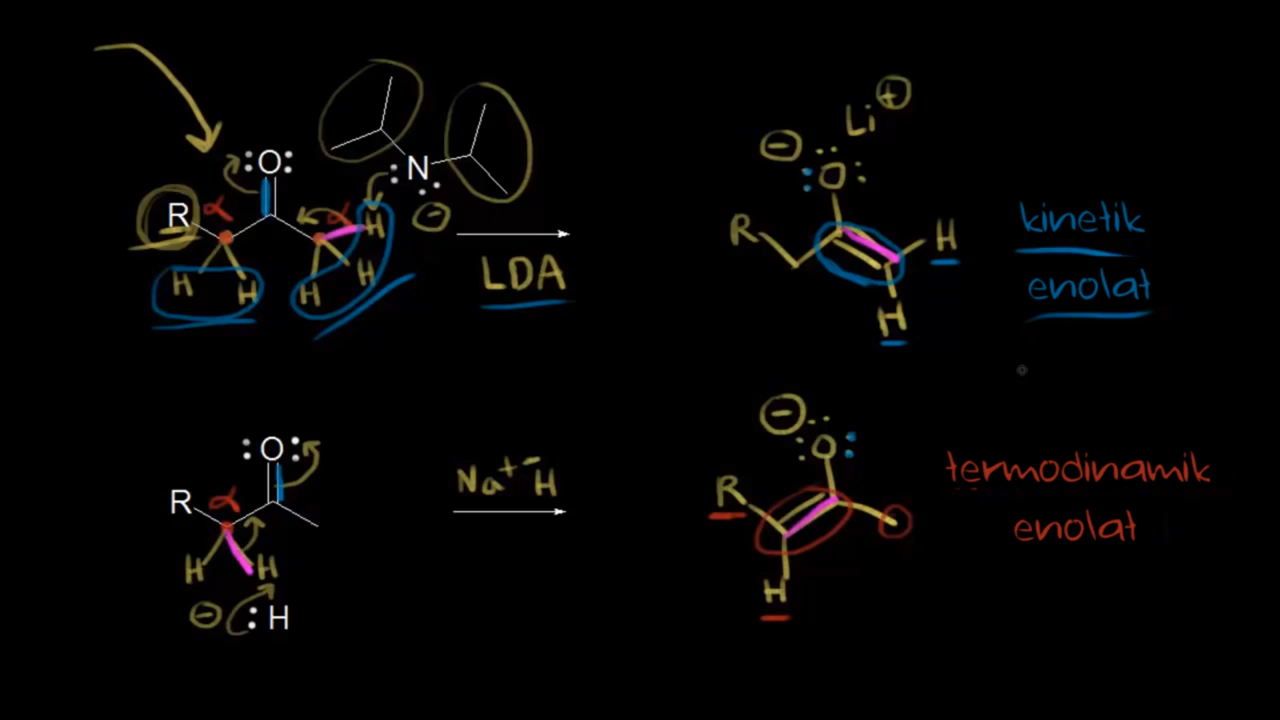 Li +
− O
O α α H N −
R
H H H H
LDA
R H
H
kinetik
enolat
− O
O
R α
H H
− :H
Na+ −H
R
H
termodinamik
enolat